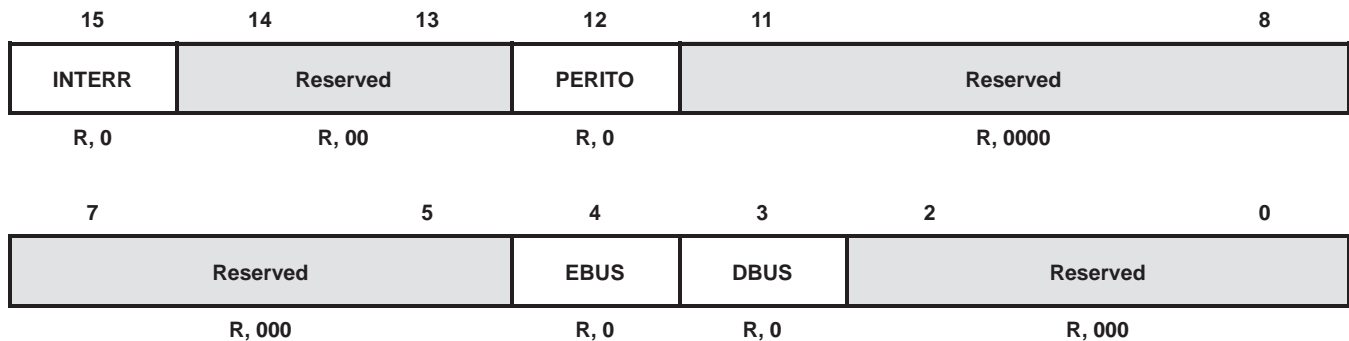 15 14 13 12 11 8
INTERR Reserved PERITO Reserved
R, 0 R, 00 R, 0 R, 0000
7 5 4 3 2 0
Reserved EBUS DBUS Reserved
R, 000 R, 0 R, 0 R, 000